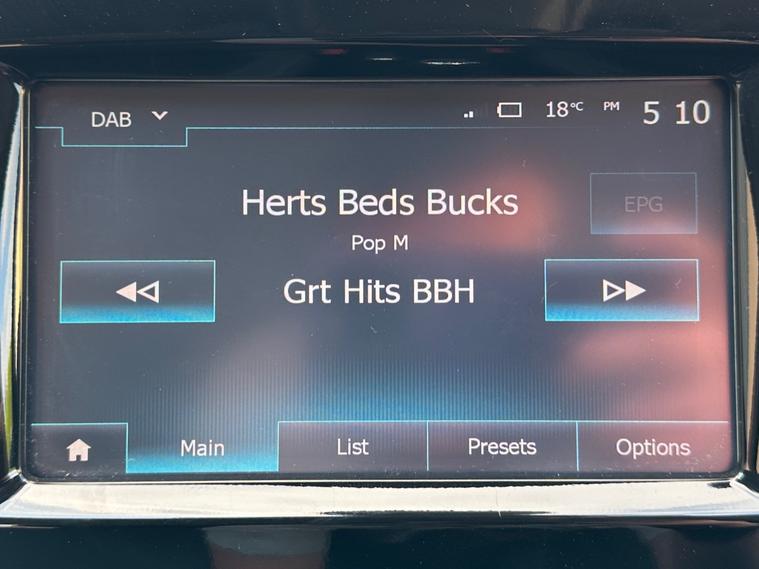 DAB 18°C PM 5 10
Herts Beds Bucks
EPG
Pop M
Grt Hits BBH
Main List Presets Options